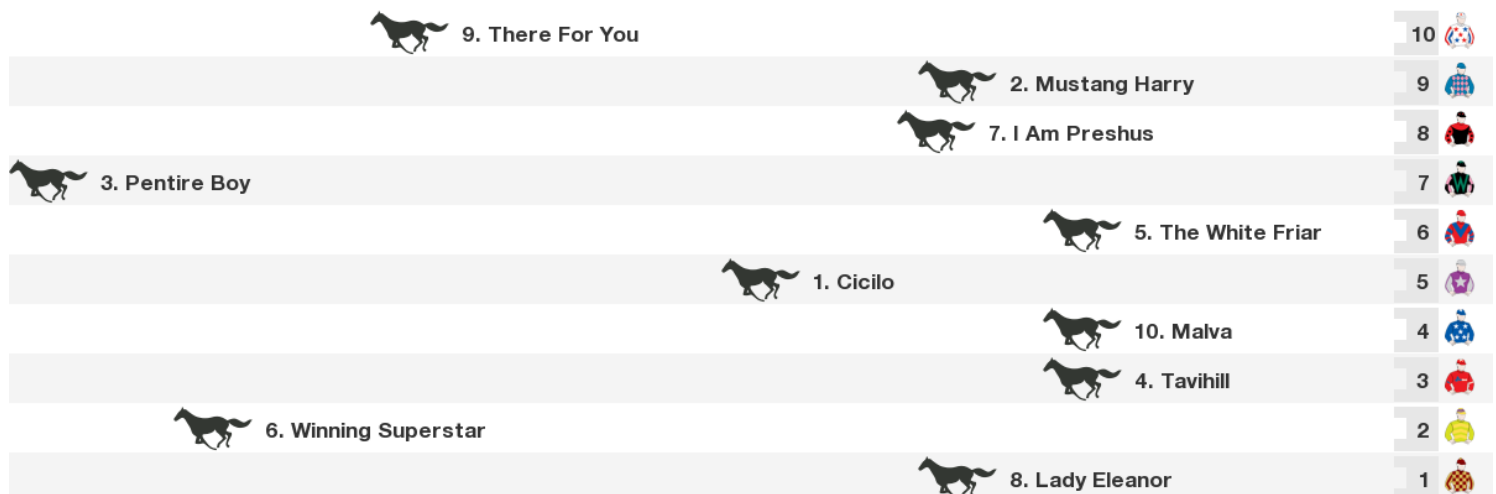 9. There For You 10
2. Mustang Harry 9
7. I Am Preshus 8
3. Pentire Boy 7
5. The White Friar 6
1. Cicilo 5
10. Malva 4
4. Tavihill 3
6. Winning Superstar 2
8. Lady Eleanor 1